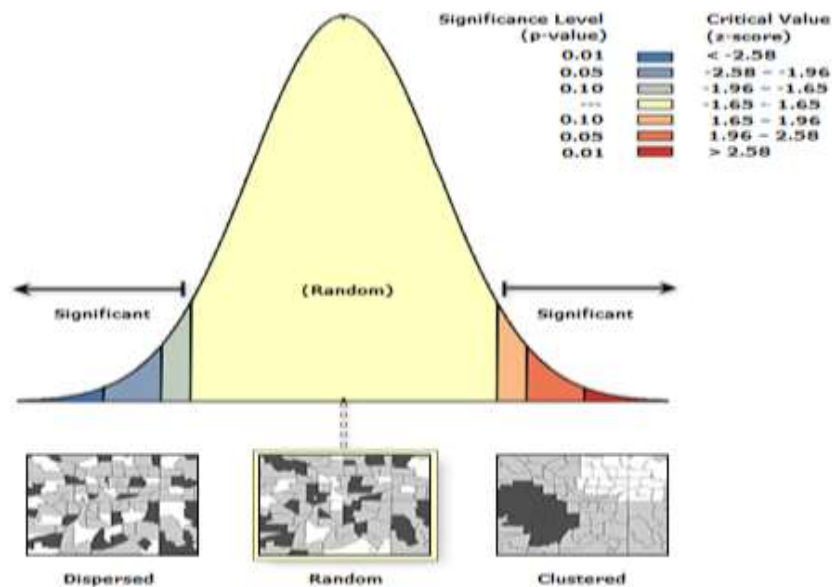 Significance Level Critical Value
(p-value) (z-score)
0.01 < -2.58
0.05 -2.58 – -1.96
0.10 -1.96 – -1.65
--- -1.65 – 1.65
0.10 1.65 – 1.96
0.05 1.96 – 2.58
0.01 > 2.58
(Random)
Significant Significant
Dispersed Random Clustered